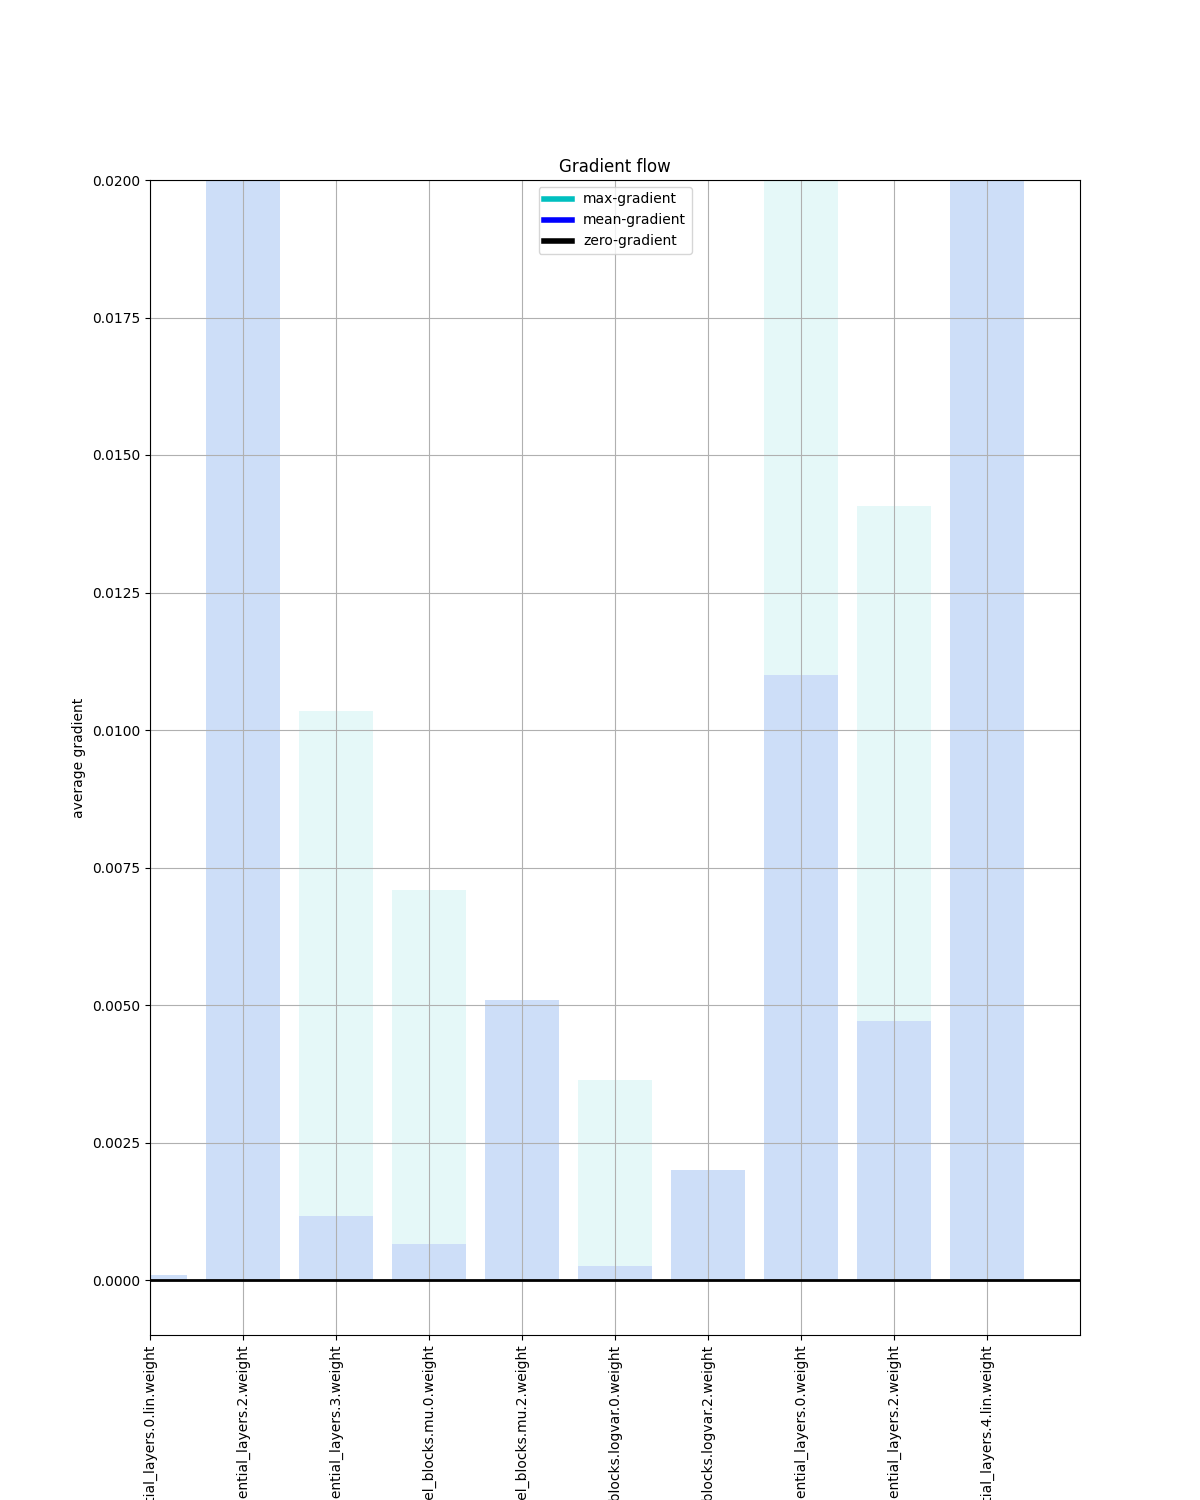 Gradient flow
max-gradient
mean-gradient
zero-gradient
0.0200
0.0175
0.0150
0.0125
0.0100
0.0075
0.0050
0.0025
0.0000
average gradient
tial_layers.0.lin.weight
ential_layers.2.weight
ential_layers.3.weight
el_blocks.mu.0.weight
el_blocks.mu.2.weight
blocks.logvar.0.weight
blocks.logvar.2.weight
ential_layers.0.weight
ential_layers.2.weight
tial_layers.4.lin.weight